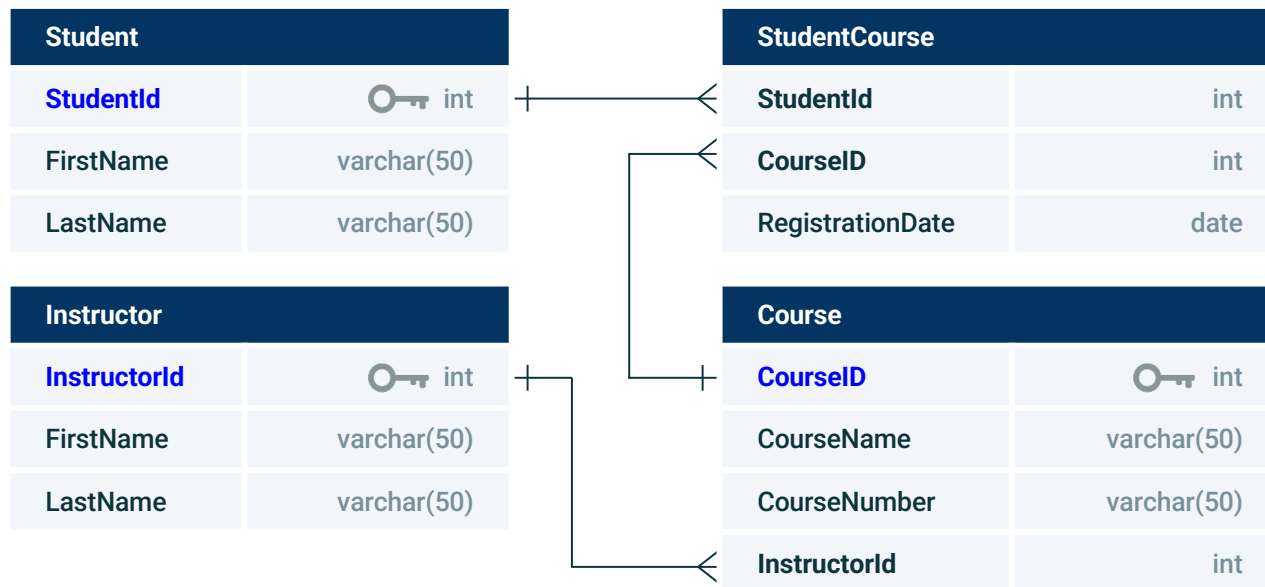 Student
StudentId int
FirstName varchar(50)
LastName varchar(50)
StudentCourse
StudentId int
CourseID int
RegistrationDate date
Instructor
InstructorId int
FirstName varchar(50)
LastName varchar(50)
Course
CourseID int
CourseName varchar(50)
CourseNumber varchar(50)
InstructorId int